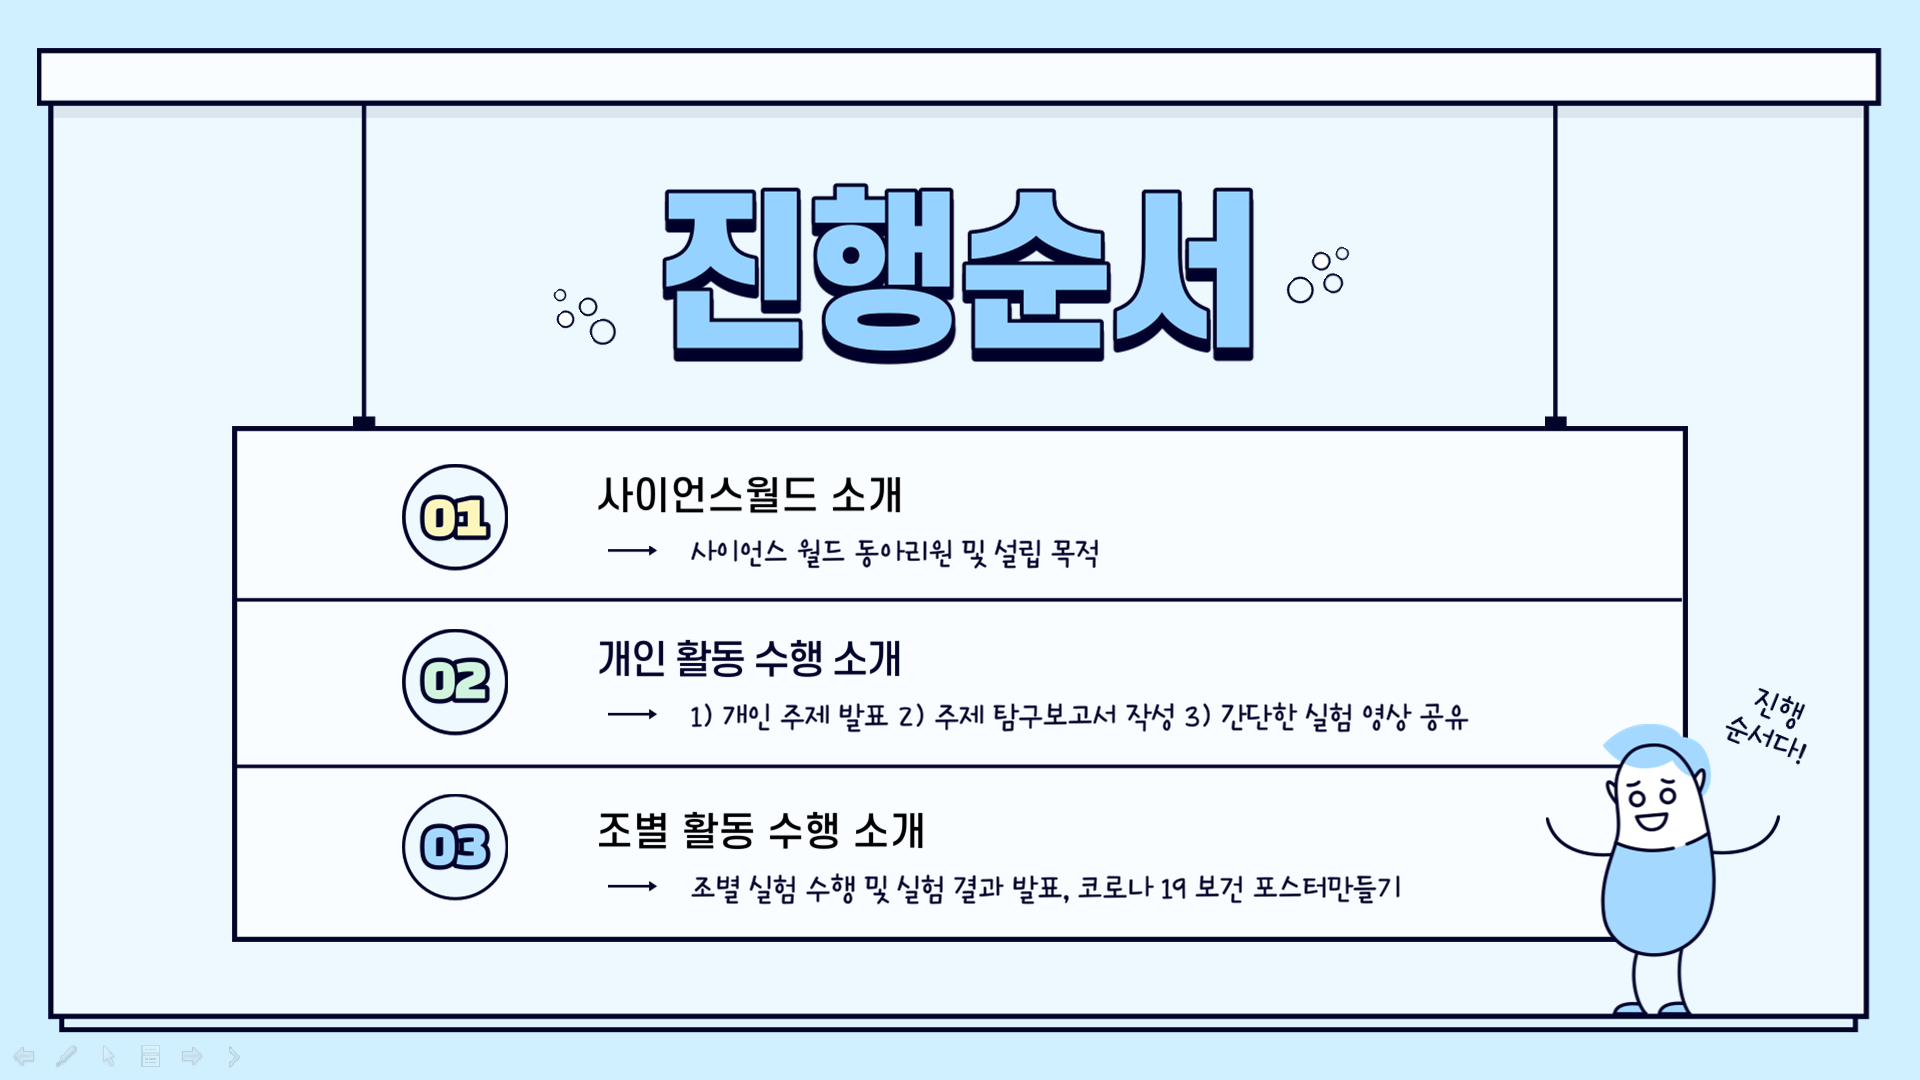 진행순서
01
사이언스월드 소개
사이언스 월드 동아리원 및 설립 목적
02
개인 활동 수행 소개
1) 개인 주제 발표 2) 주제 탐구보고서 작성 3) 간단한 실험 영상 공유
03
조별 활동 수행 소개
조별 실험 수행 및 실험 결과 발표, 코로나 19 보건 포스터만들기
진행
순서다!